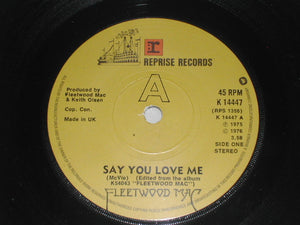 REPRISE RECORDS
A
Produced by
Fleetwood Mac
& Keith Olsen
Cop. Con.
Made in UK
45 RPM
K 14447
(RPS 1356)
K 14447 A
℗ 1975
© 1976
3.58
SIDE ONE
STEREO
SAY YOU LOVE ME
(McVie) (Edited from the album
K54043 "FLEETWOOD MAC")
FLEETWOOD MAC